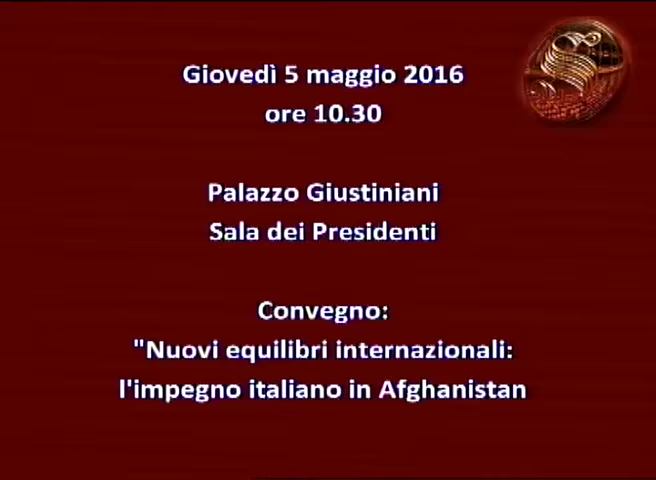 Giovedì 5 maggio 2016
ore 10.30
Palazzo Giustiniani
Sala dei Presidenti
Convegno:
"Nuovi equilibri internazionali:
l'impegno italiano in Afghanistan